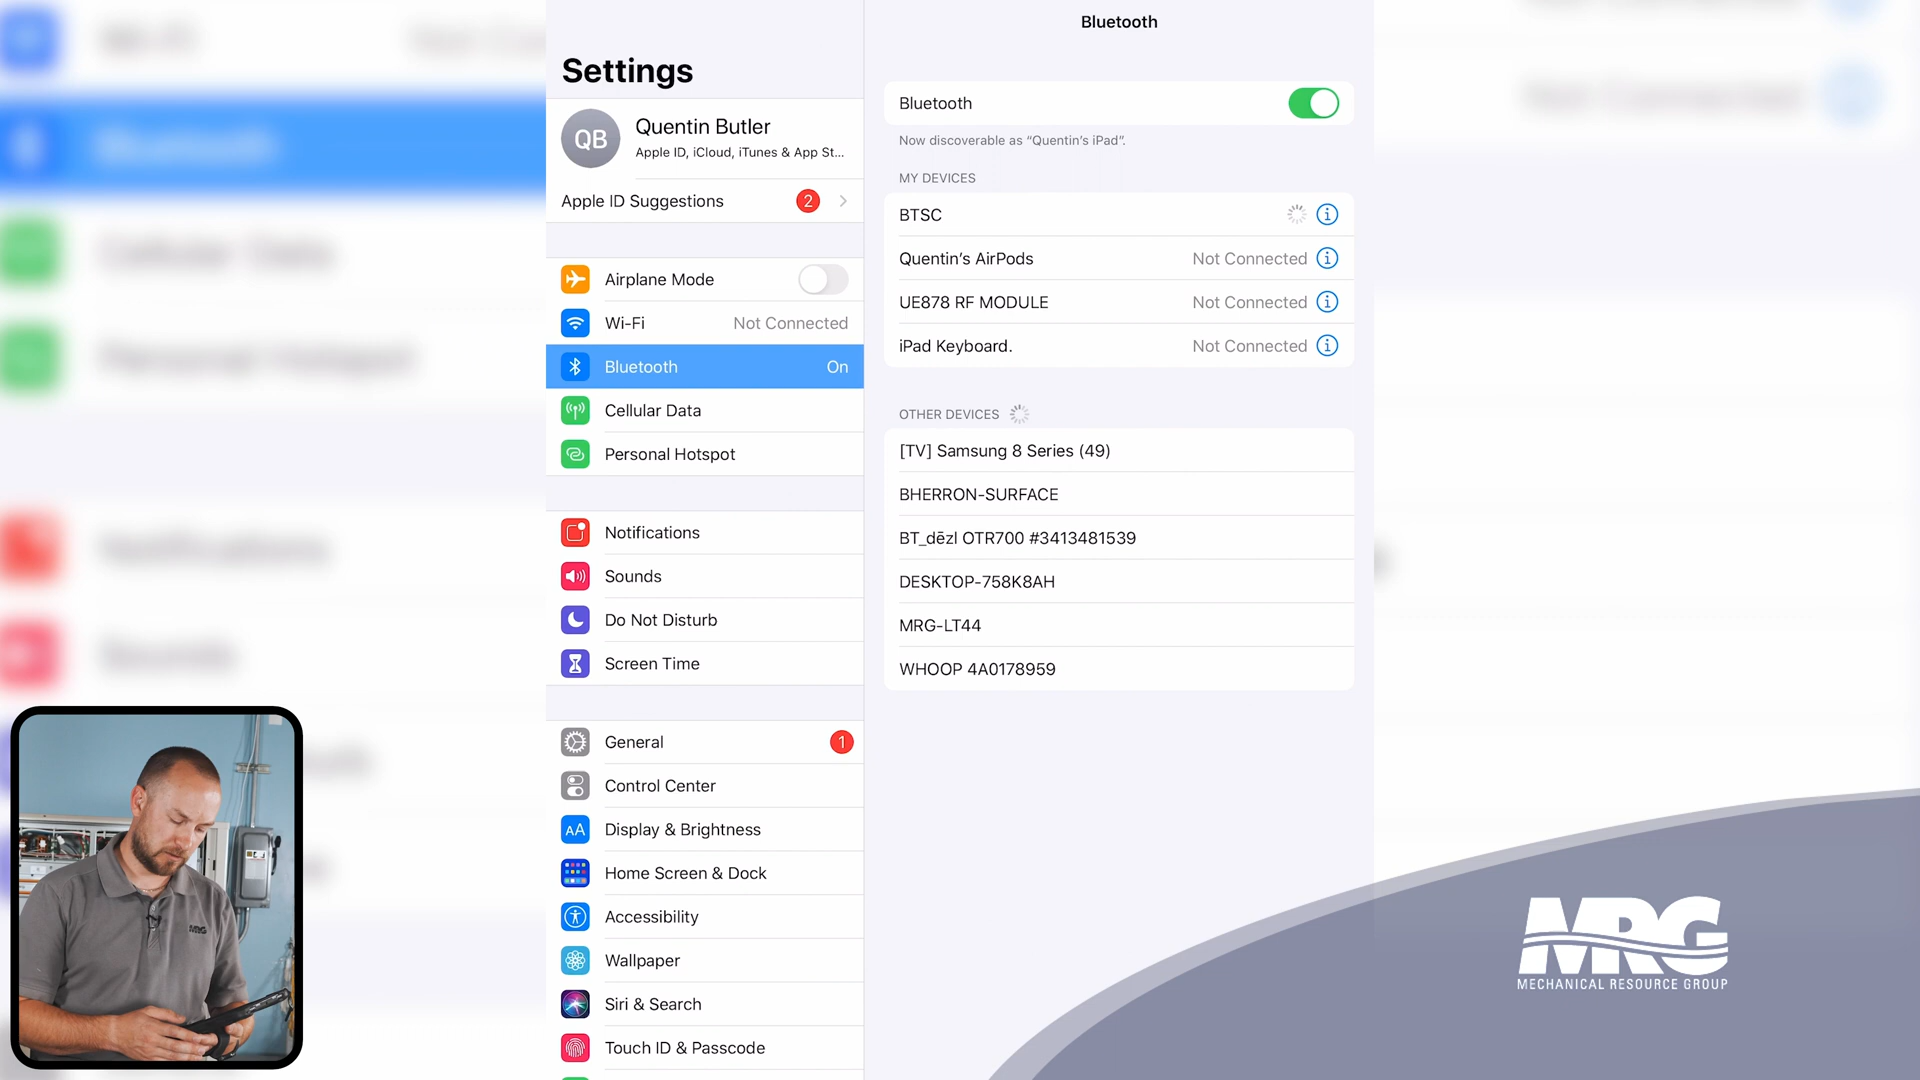 Settings
QB
Quentin Butler
Apple ID, iCloud, iTunes & App St...
Apple ID Suggestions 2
Airplane Mode
Wi-Fi Not Connected
Bluetooth On
Cellular Data
Personal Hotspot
Notifications
Sounds
Do Not Disturb
Screen Time
General 1
Control Center
AA Display & Brightness
Home Screen & Dock
Accessibility
Wallpaper
Siri & Search
Touch ID & Passcode
Bluetooth
Bluetooth
Now discoverable as “Quentin’s iPad”.
MY DEVICES
BTSC
Quentin’s AirPods Not Connected
UE878 RF MODULE Not Connected
iPad Keyboard. Not Connected
OTHER DEVICES
[TV] Samsung 8 Series (49)
BHERRON-SURFACE
BT_dēzl OTR700 #3413481539
DESKTOP-758K8AH
MRG-LT44
WHOOP 4A0178959
MRG
MRG
MECHANICAL RESOURCE GROUP